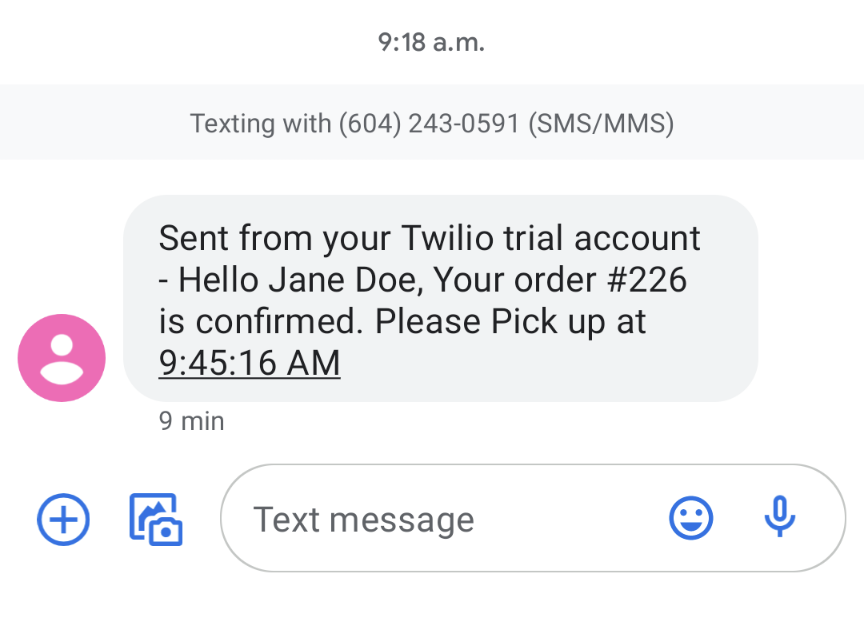 9:18 a.m.
Texting with (604) 243-0591 (SMS/MMS)
Sent from your Twilio trial account
- Hello Jane Doe, Your order #226
is confirmed. Please Pick up at
9:45:16 AM
9 min
Text message